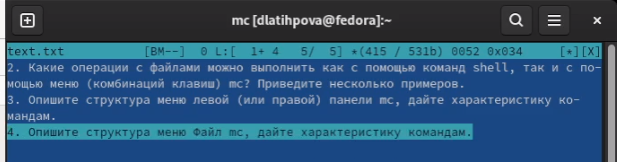 mc [dlatihpova@fedora]:~
text.txt [BM--] 0 L:[ 1+ 4 5/ 5] *(415 / 531b) 0052 0x034 [*][X]
2. Какие операции с файлами можно выполнить как с помощью команд shell, так и с по-
мощью меню (комбинаций клавиш) mc? Приведите несколько примеров.
3. Опишите структура меню левой (или правой) панели mc, дайте характеристику ко-
мандам.
4. Опишите структура меню Файл mc, дайте характеристику командам.